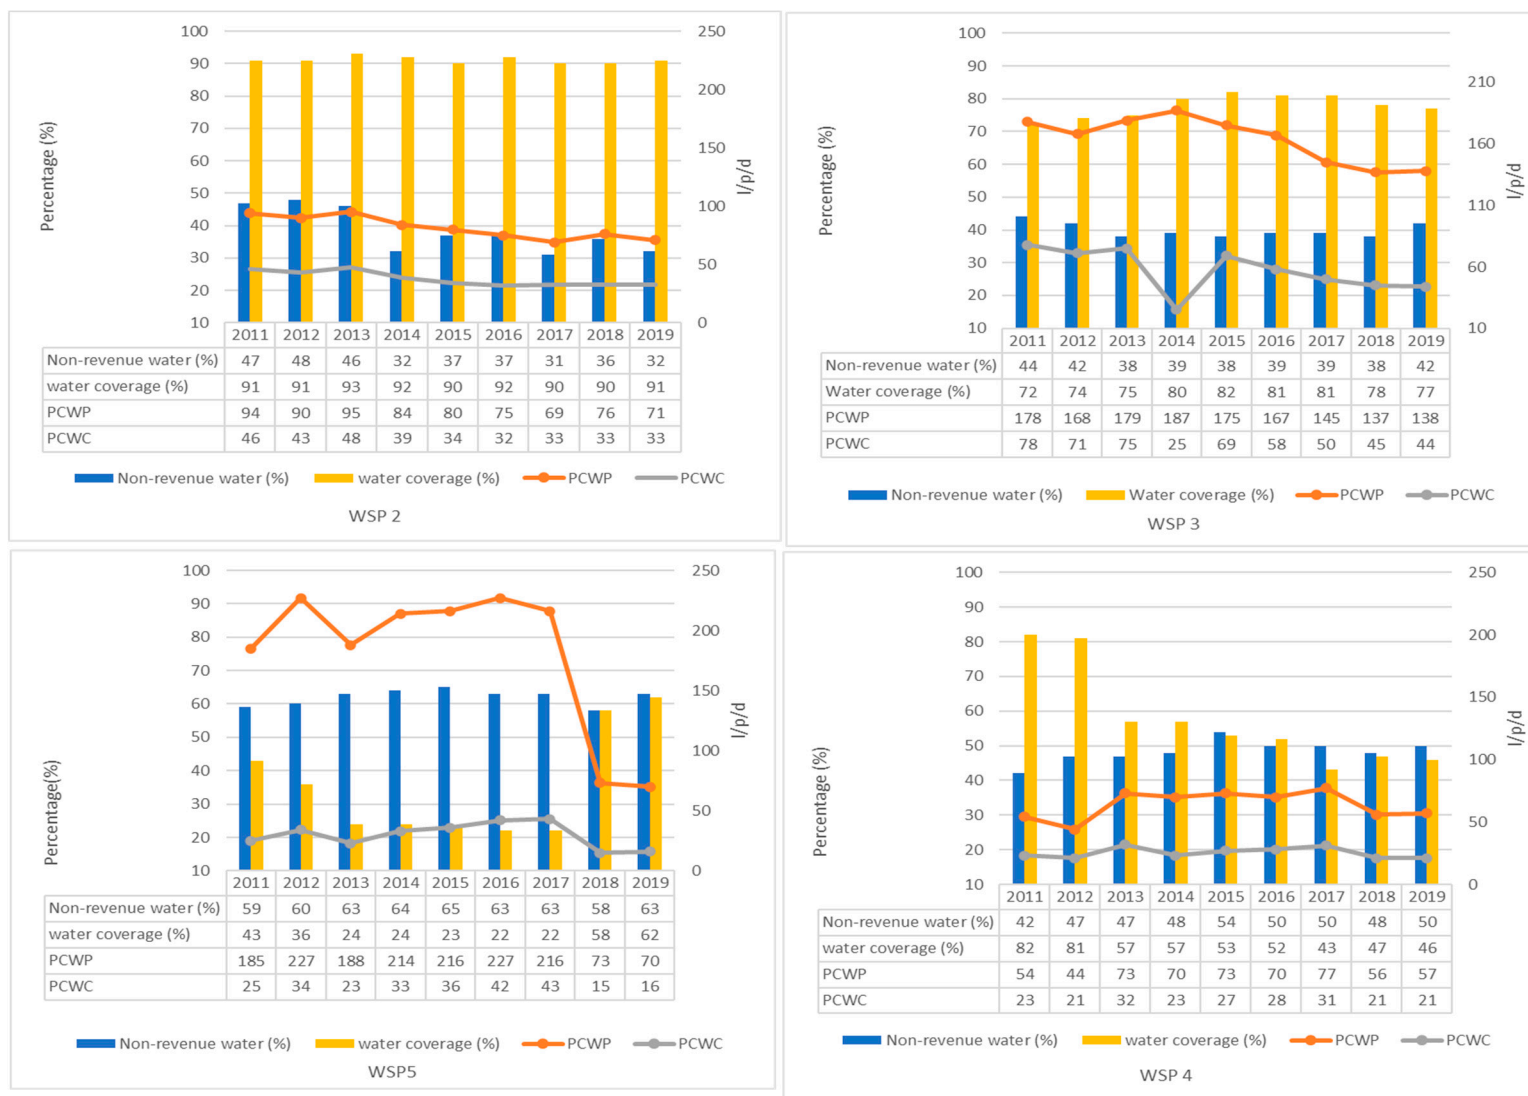 100
90
80
70
60
50
40
30
20
10
Percentage (%)
250
200
150
100
50
0
l/p/d
2011 2012 2013 2014 2015 2016 2017 2018 2019
Non-revenue water (%) 47 48 46 32 37 37 31 36 32
water coverage (%) 91 91 93 92 90 92 90 90 91
PCWP 94 90 95 84 80 75 69 76 71
PCWC 46 43 48 39 34 32 33 33 33
Non-revenue water (%) water coverage (%) PCWP PCWC
WSP 2
100
90
80
70
60
50
40
30
20
10
Percentage (%)
210
160
110
60
10
l/p/d
2011 2012 2013 2014 2015 2016 2017 2018 2019
Non-revenue water (%) 44 42 38 39 38 39 39 38 42
Water coverage (%) 72 74 75 80 82 81 81 78 77
PCWP 178 168 179 187 175 167 145 137 138
PCWC 78 71 75 25 69 58 50 45 44
Non-revenue water (%) Water coverage (%) PCWP PCWC
WSP 3
100
90
80
70
60
50
40
30
20
10
Percentage(%)
250
200
150
100
50
0
l/p/d
2011 2012 2013 2014 2015 2016 2017 2018 2019
Non-revenue water (%) 59 60 63 64 65 63 63 58 63
water coverage (%) 43 36 24 24 23 22 22 58 62
PCWP 185 227 188 214 216 227 216 73 70
PCWC 25 34 23 33 36 42 43 15 16
Non-revenue water (%) water coverage (%) PCWP PCWC
WSP5
100
90
80
70
60
50
40
30
20
10
Percentage (%)
250
200
150
100
50
0
l/p/d
2011 2012 2013 2014 2015 2016 2017 2018 2019
Non-revenue water (%) 42 47 47 48 54 50 50 48 50
water coverage (%) 82 81 57 57 53 52 43 47 46
PCWP 54 44 73 70 73 70 77 56 57
PCWC 23 21 32 23 27 28 31 21 21
Non-revenue water (%) water coverage (%) PCWP PCWC
WSP 4